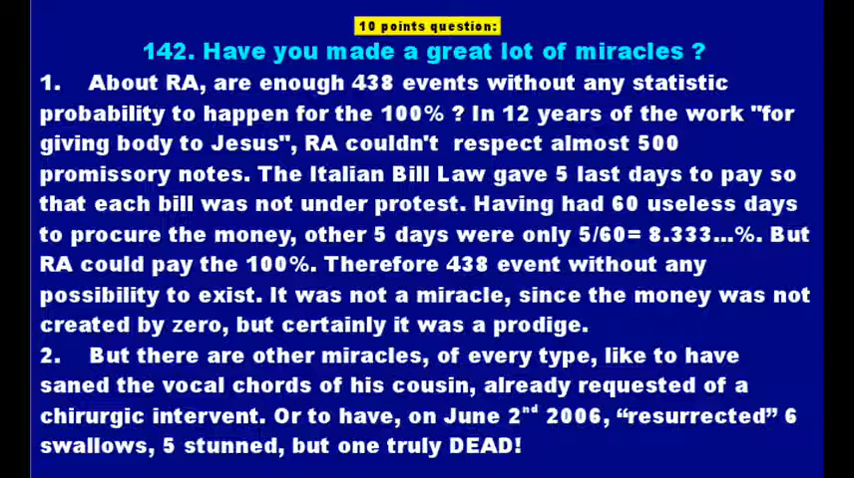 10 points question:
142. Have you made a great lot of miracles ?
1. About RA, are enough 438 events without any statistic
probability to happen for the 100% ? In 12 years of the work "for
giving body to Jesus", RA couldn't respect almost 500
promissory notes. The Italian Bill Law gave 5 last days to pay so
that each bill was not under protest. Having had 60 useless days
to procure the money, other 5 days were only 5/60= 8.333...%. But
RA could pay the 100%. Therefore 438 event without any
possibility to exist. It was not a miracle, since the money was not
created by zero, but certainly it was a prodige.
2. But there are other miracles, of every type, like to have
saned the vocal chords of his cousin, already requested of a
chirurgic intervent. Or to have, on June 2nd 2006, “resurrected” 6
swallows, 5 stunned, but one truly DEAD!